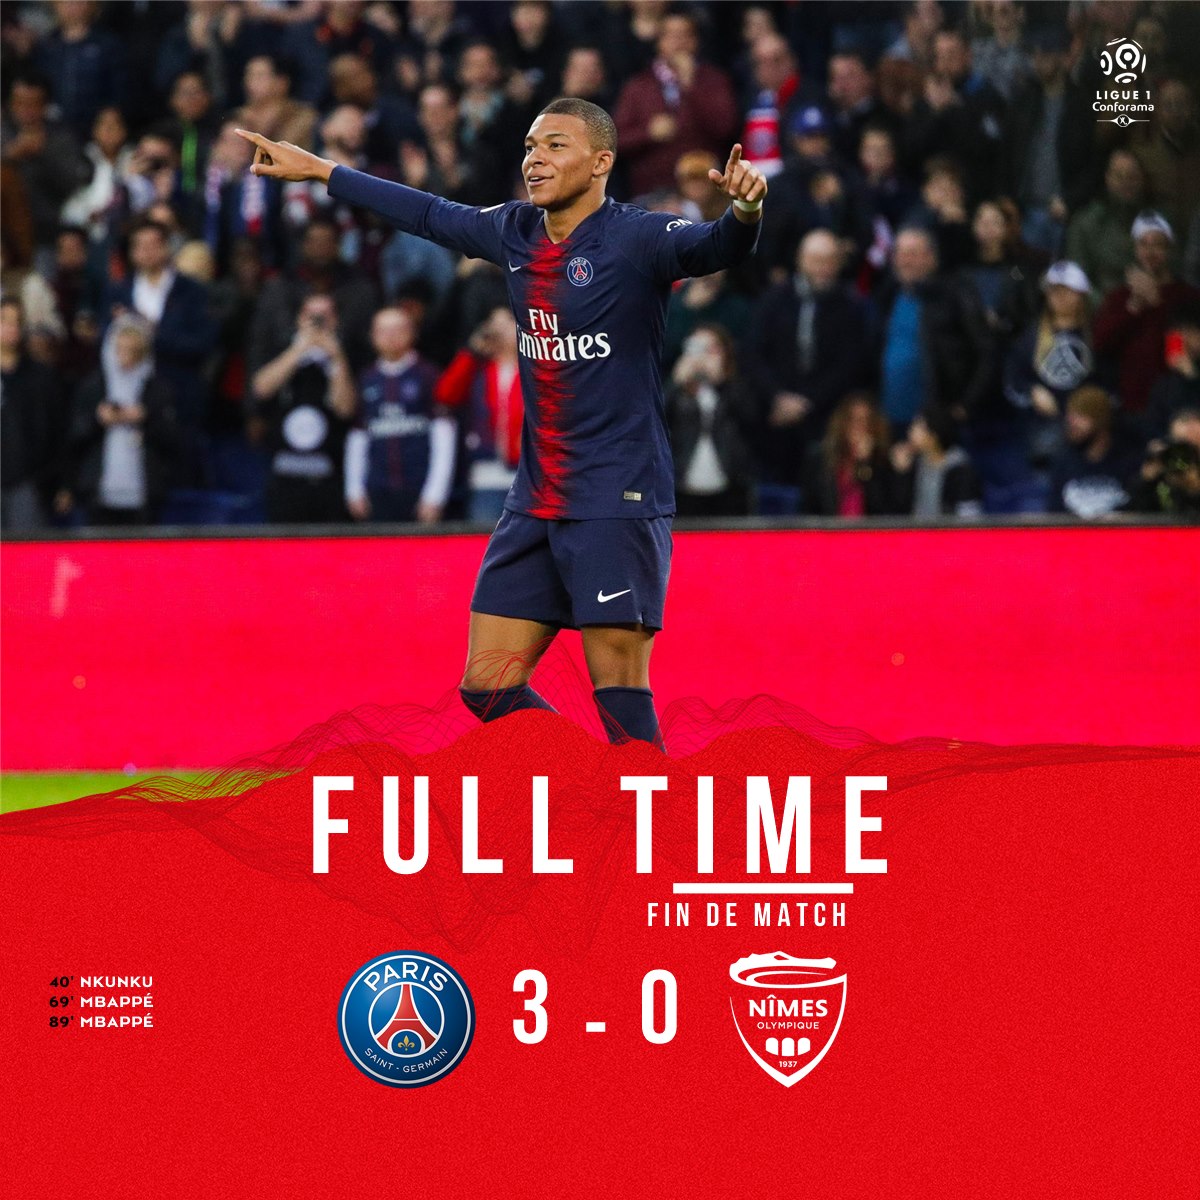 LIGUE 1
Conforama
PARIS
Fly
Emirates
FULL TIME
FIN DE MATCH
40' NKUNKU
69' MBAPPÉ
89' MBAPPÉ
PARIS
SAINT-GERMAIN
3 - 0
NÎMES
OLYMPIQUE
1937